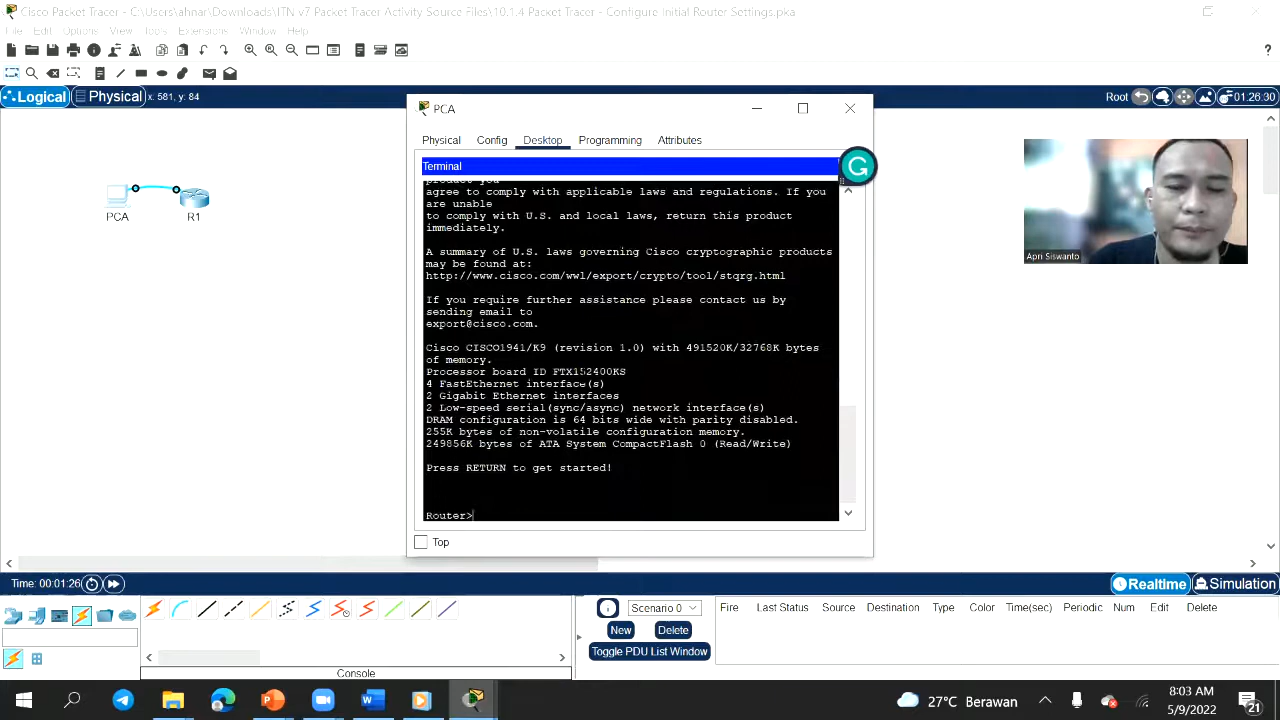 Cisco Packet Tracer - C:\Users\ahnar\Downloads\ITN v7 Packet Tracer Activity Source Files\10.1.4 Packet Tracer - Configure Initial Router Settings.pka
File Edit Options View Tools Extensions Window Help
?
Logical Physical x: 581, y: 84
Root 01:26:30
PCA
Physical Config Desktop Programming Attributes
Terminal
product you
agree to comply with applicable laws and regulations. If you
are unable
to comply with U.S. and local laws, return this product
immediately.
A summary of U.S. laws governing Cisco cryptographic products
may be found at:
http://www.cisco.com/wwl/export/crypto/tool/stqrg.html
If you require further assistance please contact us by
sending email to
export@cisco.com.
Cisco CISCO1941/K9 (revision 1.0) with 491520K/32768K bytes
of memory.
Processor board ID FTX152400KS
4 FastEthernet interface(s)
2 Gigabit Ethernet interfaces
2 Low-speed serial(sync/async) network interface(s)
DRAM configuration is 64 bits wide with parity disabled.
255K bytes of non-volatile configuration memory.
249856K bytes of ATA System CompactFlash 0 (Read/Write)
Press RETURN to get started!
Router>
Top
PCA
R1
Apri Siswanto
Time: 00:01:26
Realtime Simulation
Scenario 0
New Delete
Toggle PDU List Window
Fire Last Status Source Destination Type Color Time(sec) Periodic Num Edit Delete
Console
27°C Berawan
8:03 AM
5/9/2022
21